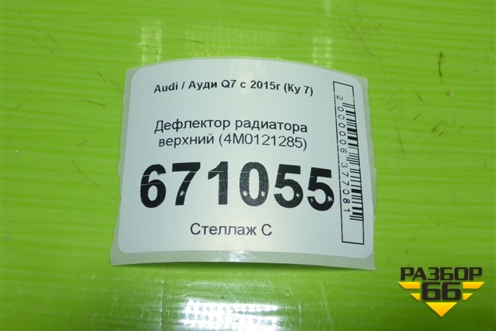 Audi / Ауди Q7 с 2015г (Ку 7)
Дефлектор радиатора
верхний (4M0121285)
671055
Стеллаж С
2000006377081
РАЗБОР
66